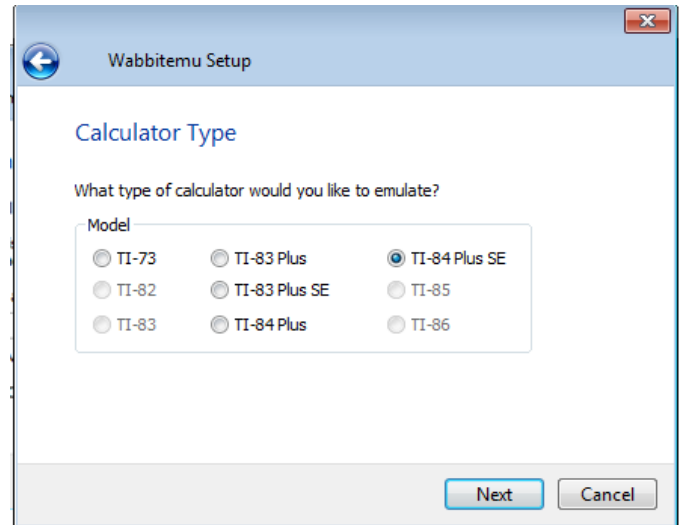 Wabbitemu Setup
Calculator Type
What type of calculator would you like to emulate?
Model
TI-73 TI-83 Plus TI-84 Plus SE
TI-82 TI-83 Plus SE TI-85
TI-83 TI-84 Plus TI-86
Next Cancel